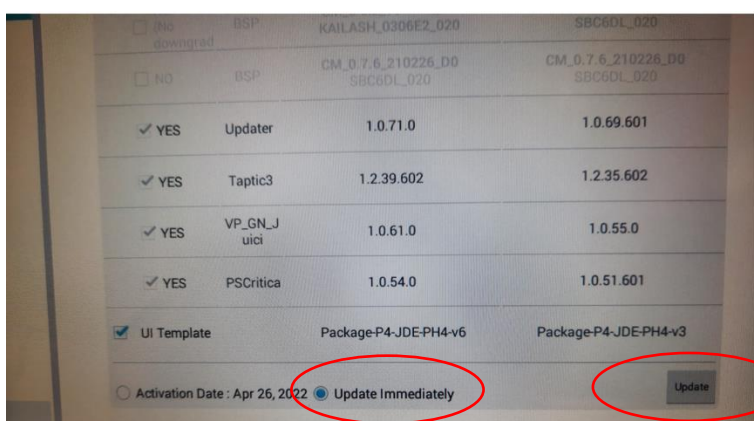 (No downgrad BSP KAILASH_0306E2_020 SBC6DL_020
NO BSP CM_0.7.6_210226_D0 SBC6DL_020 CM_0.7.6_210226_D0 SBC6DL_020
YES Updater 1.0.71.0 1.0.69.601
YES Taptic3 1.2.39.602 1.2.35.602
YES VP_GN_J uici 1.0.61.0 1.0.55.0
YES PSCritica 1.0.54.0 1.0.51.601
UI Template Package-P4-JDE-PH4-v6 Package-P4-JDE-PH4-v3
Activation Date : Apr 26, 2022 Update Immediately Update